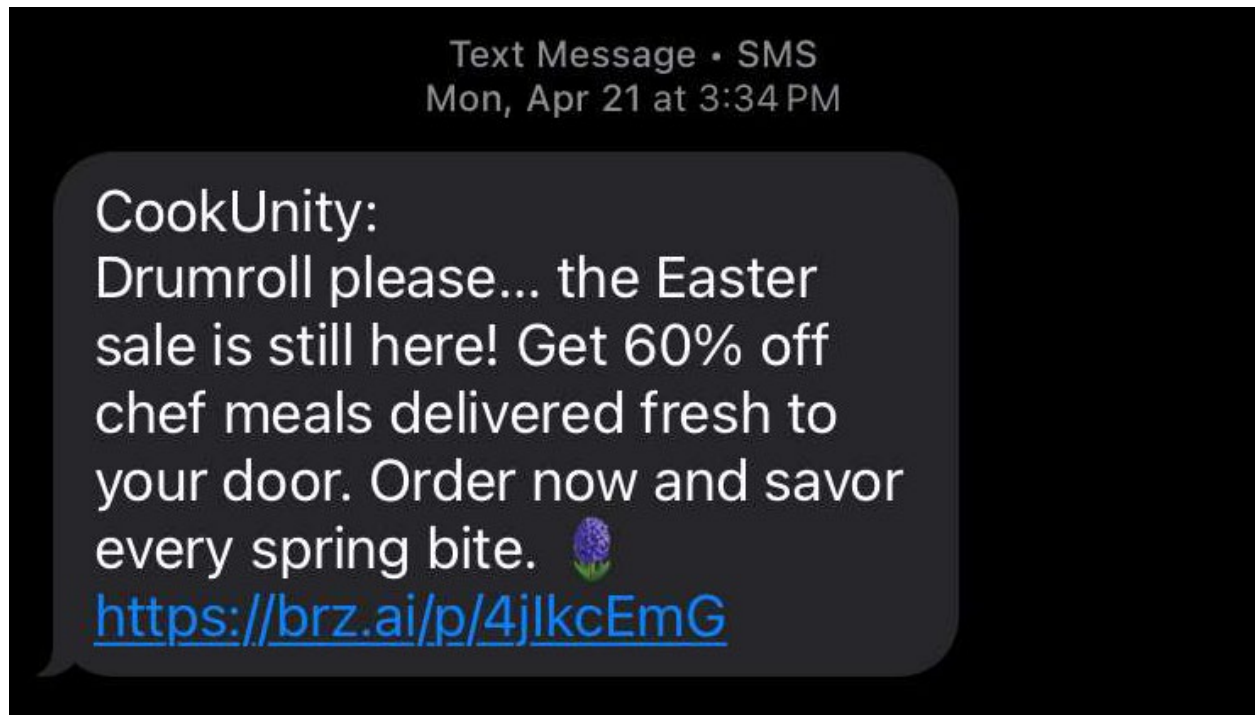 Text Message • SMS
Mon, Apr 21 at 3:34 PM
CookUnity:
Drumroll please... the Easter
sale is still here! Get 60% off
chef meals delivered fresh to
your door. Order now and savor
every spring bite. 🪻
https://brz.ai/p/4jIkcEmG